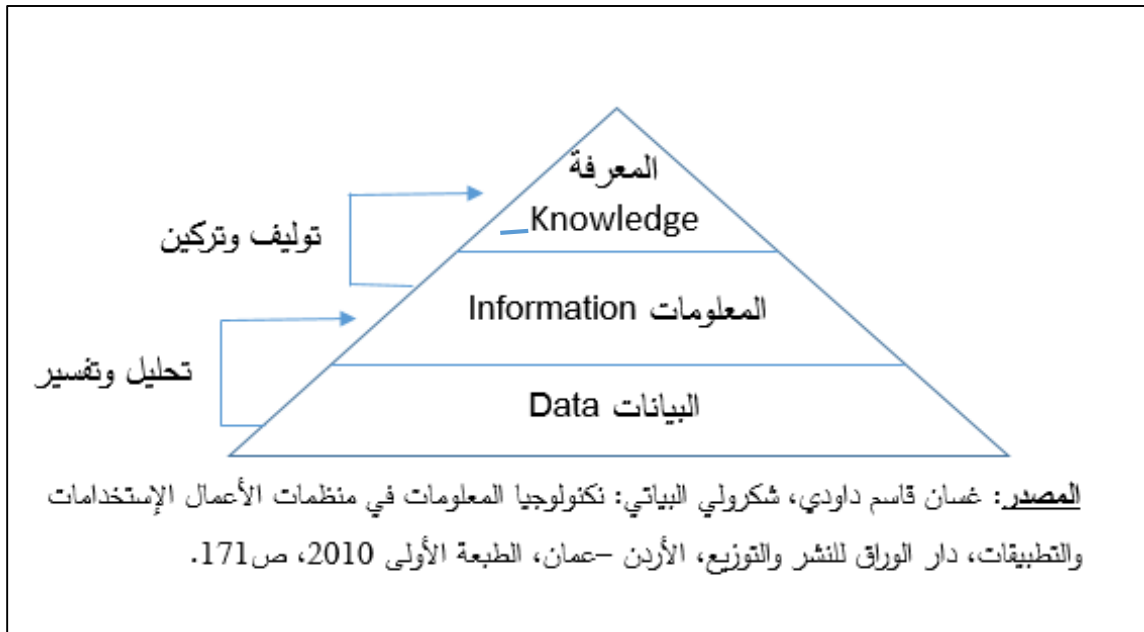 المعرفة
Knowledge
توليف وتركين
المعلومات Information
تحليل وتفسير
البيانات Data
المصدر: غسان قاسم داودي، شكرولي البياتي: تكنولوجيا المعلومات في منظمات الأعمال الإستخدامات
والتطبيقات، دار الوراق للنشر والتوزيع، الأردن –عمان، الطبعة الأولى 2010، ص171.